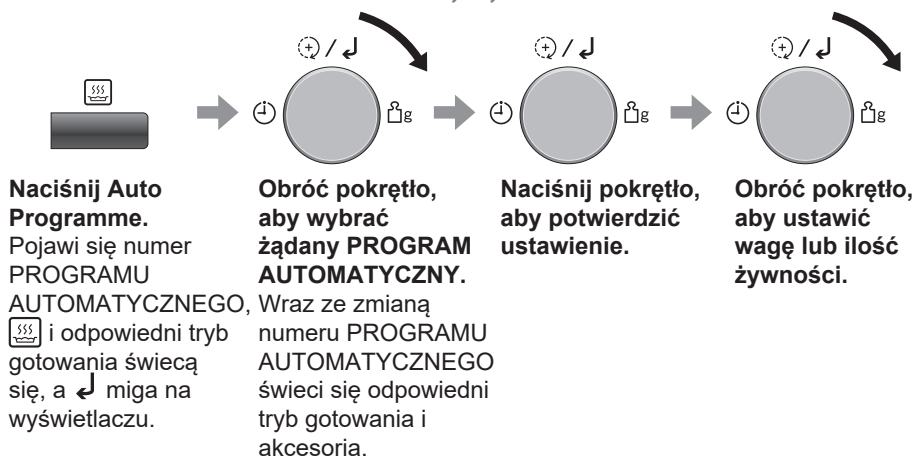 g
g
g
Naciśnij Auto
Programme.
Pojawi się numer
PROGRAMU
AUTOMATYCZNEGO,
i odpowiedni tryb
gotowania świecą
się, a miga na
wyświetlaczu.
Obróć pokrętło,
aby wybrać
żądany PROGRAM
AUTOMATYCZNY.
Wraz ze zmianą
numeru PROGRAMU
AUTOMATYCZNEGO
świeci się odpowiedni
tryb gotowania i
akcesoria.
Naciśnij pokrętło,
aby potwierdzić
ustawienie.
Obróć pokrętło,
aby ustawić
wagę lub ilość
żywności.